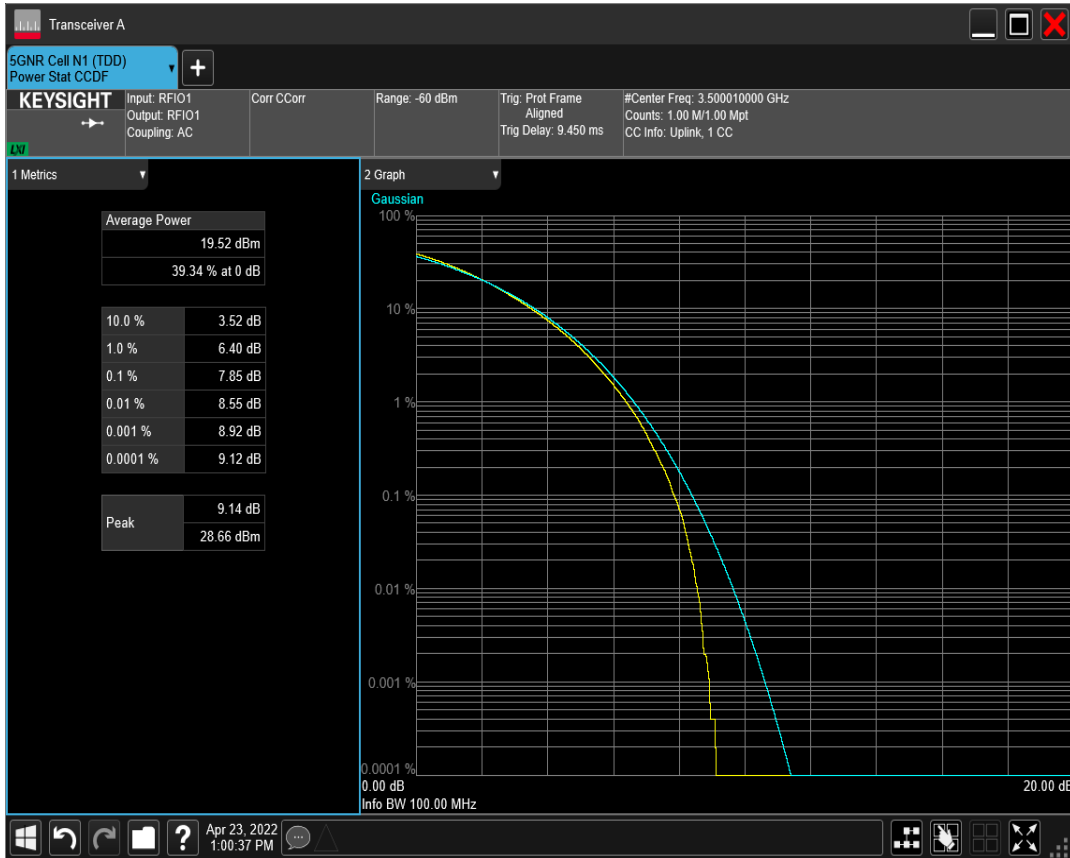 Transceiver A
5GNR Cell N1 (TDD)
Power Stat CCDF
+
KEYSIGHT
LXI
Input: RFIO1
Output: RFIO1
Coupling: AC
Corr CCorr
Range: -60 dBm
Trig: Prot Frame
Aligned
Trig Delay: 9.450 ms
#Center Freq: 3.500010000 GHz
Counts: 1.00 M/1.00 Mpt
CC Info: Uplink, 1 CC
1 Metrics
Average Power
19.52 dBm
39.34 % at 0 dB
10.0 % 3.52 dB
1.0 % 6.40 dB
0.1 % 7.85 dB
0.01 % 8.55 dB
0.001 % 8.92 dB
0.0001 % 9.12 dB
Peak
9.14 dB
28.66 dBm
2 Graph
Gaussian
100 %
10 %
1 %
0.1 %
0.01 %
0.001 %
0.0001 %
0.00 dB
20.00 dB
Info BW 100.00 MHz
?
Apr 23, 2022
1:00:37 PM